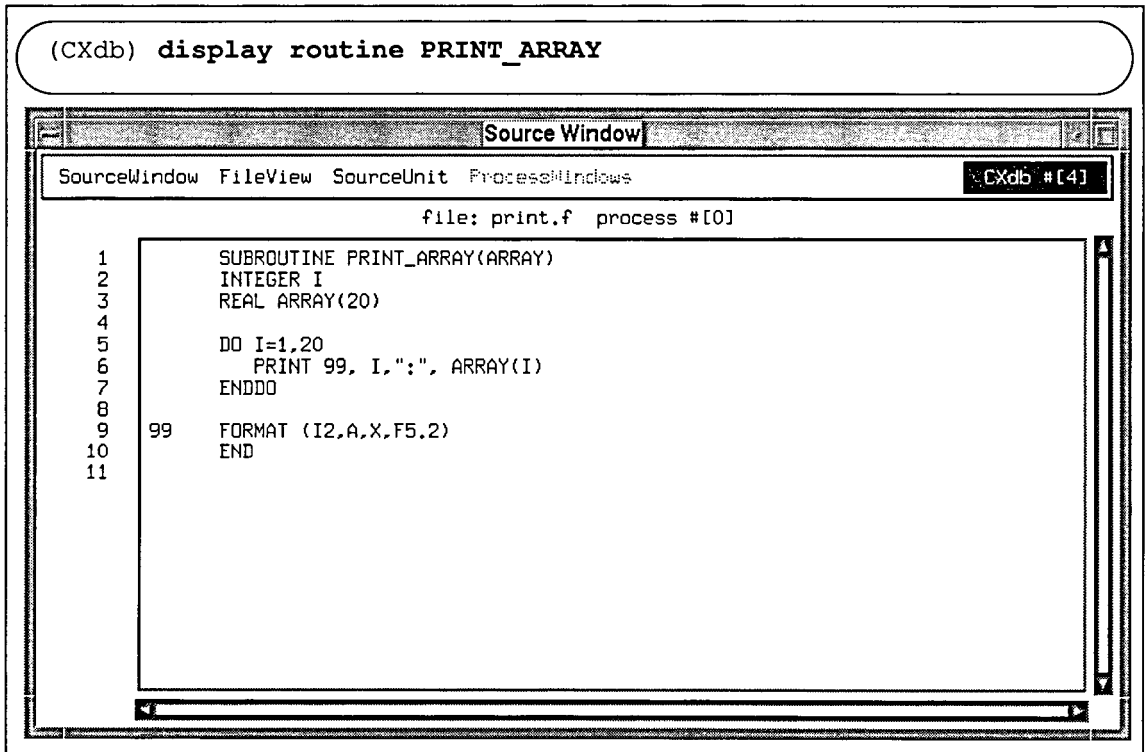 (CXdb) display routine PRINT_ARRAY
Source Window
SourceWindow FileView SourceUnit ProcessWindows CXdb #[4]
file: print.f process #[0]
1 SUBROUTINE PRINT_ARRAY(ARRAY)
2 INTEGER I
3 REAL ARRAY(20)
4
5 DO I=1,20
6 PRINT 99, I,":", ARRAY(I)
7 ENDDO
8
9 99 FORMAT (I2,A,X,F5.2)
10 END
11